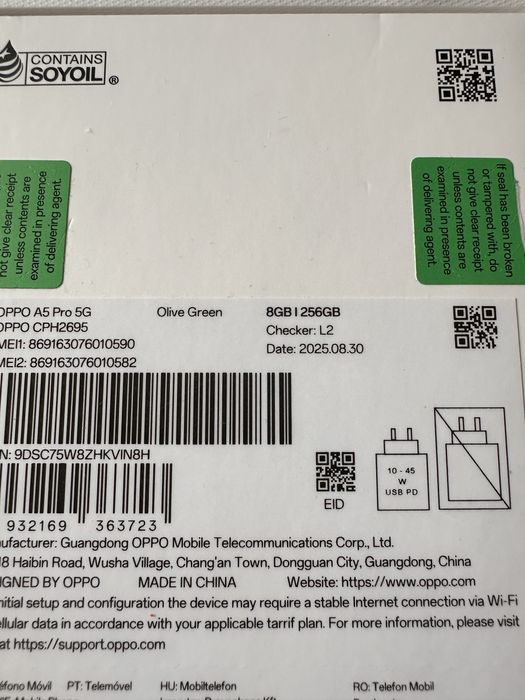 CONTAINS
SOYOIL ®
not give clear receipt
unless contents are
examined in presence
of delivering agent.
If seal has been broken
or tampered with, do
not give clear receipt
unless contents are
examined in presence
of delivering agent.
OPPO A5 Pro 5G Olive Green 8GB | 256GB
OPPO CPH2695 Checker: L2
MEI1: 869163076010590 Date: 2025.08.30
MEI2: 869163076010582
N: 9DSC75W8ZHKVIN8H
10 - 45
W
USB PD
EID
932169 363723
nufacturer: Guangdong OPPO Mobile Telecommunications Corp., Ltd.
18 Haibin Road, Wusha Village, Chang'an Town, Dongguan City, Guangdong, China
IGNED BY OPPO MADE IN CHINA Website: https://www.oppo.com
nitial setup and configuration the device may require a stable Internet connection via Wi-Fi
ellular data in accordance with your applicable tarrif plan. For more information, please visit
at https://support.oppo.com
éfono Móvil PT: Telemóvel HU: Mobiltelefon RO: Telefon Mobil